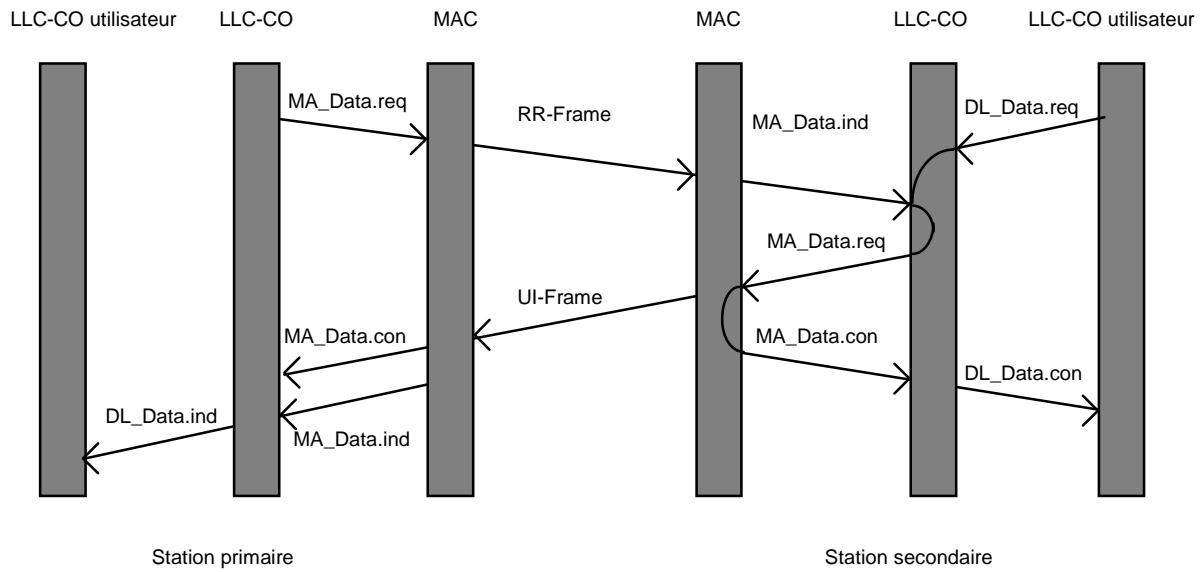 LLC-CO utilisateur LLC-CO MAC MAC LLC-CO LLC-CO utilisateur
MA_Data.req
RR-Frame
MA_Data.ind
DL_Data.req
MA_Data.req
UI-Frame
MA_Data.con
MA_Data.con
DL_Data.con
DL_Data.ind
MA_Data.ind
Station primaire Station secondaire